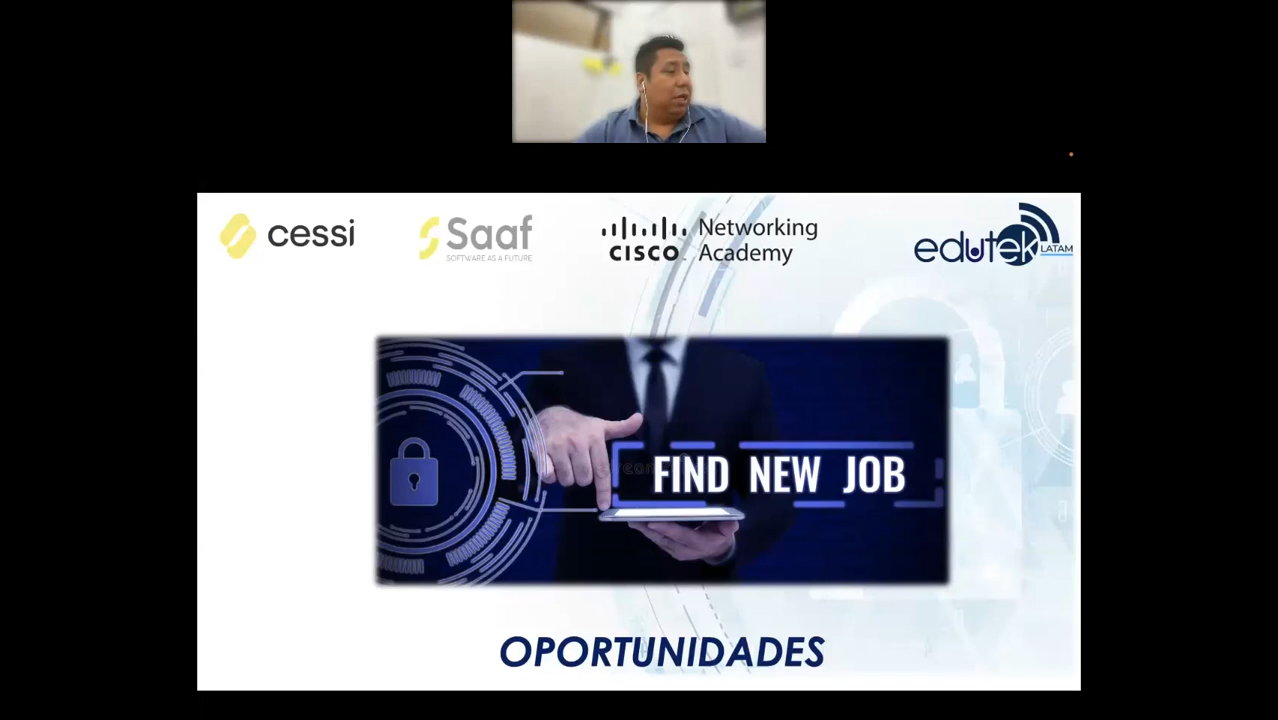 cessi
Saaf
SOFTWARE AS A FUTURE
CISCO
Networking
Academy
edutek
LATAM
FIND NEW JOB
OPORTUNIDADES